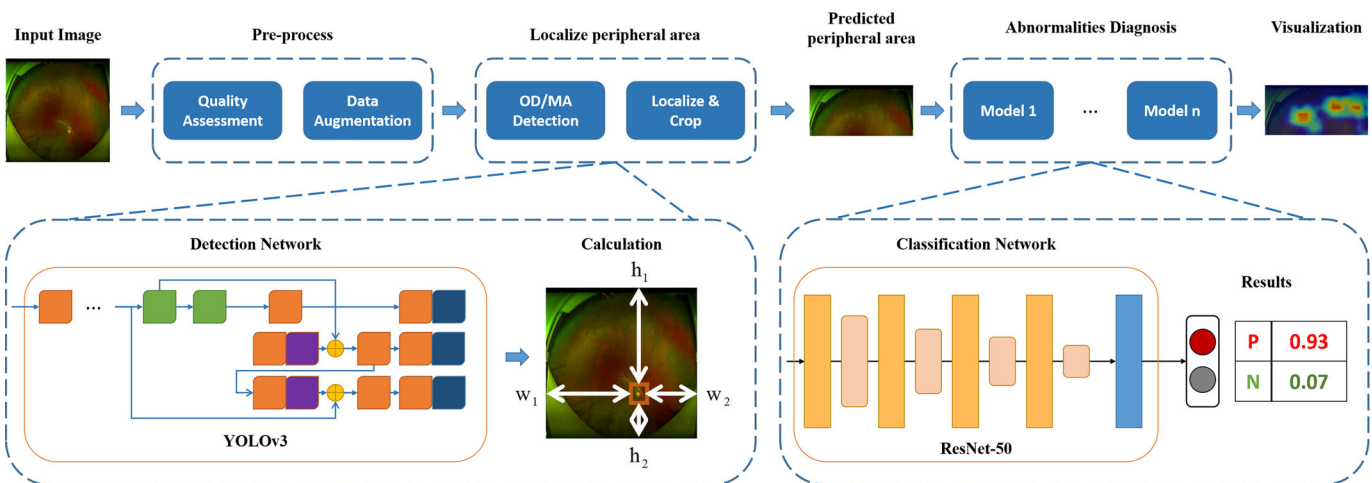 Input Image
Pre-process
Localize peripheral area
Predicted
peripheral area
Abnormalities Diagnosis
Visualization
Quality
Assessment
Data
Augmentation
OD/MA
Detection
Localize &
Crop
Model 1
...
Model n
Detection Network
...
YOLOv3
Calculation
h1
w1
w2
h2
Classification Network
ResNet-50
Results
P 0.93
N 0.07